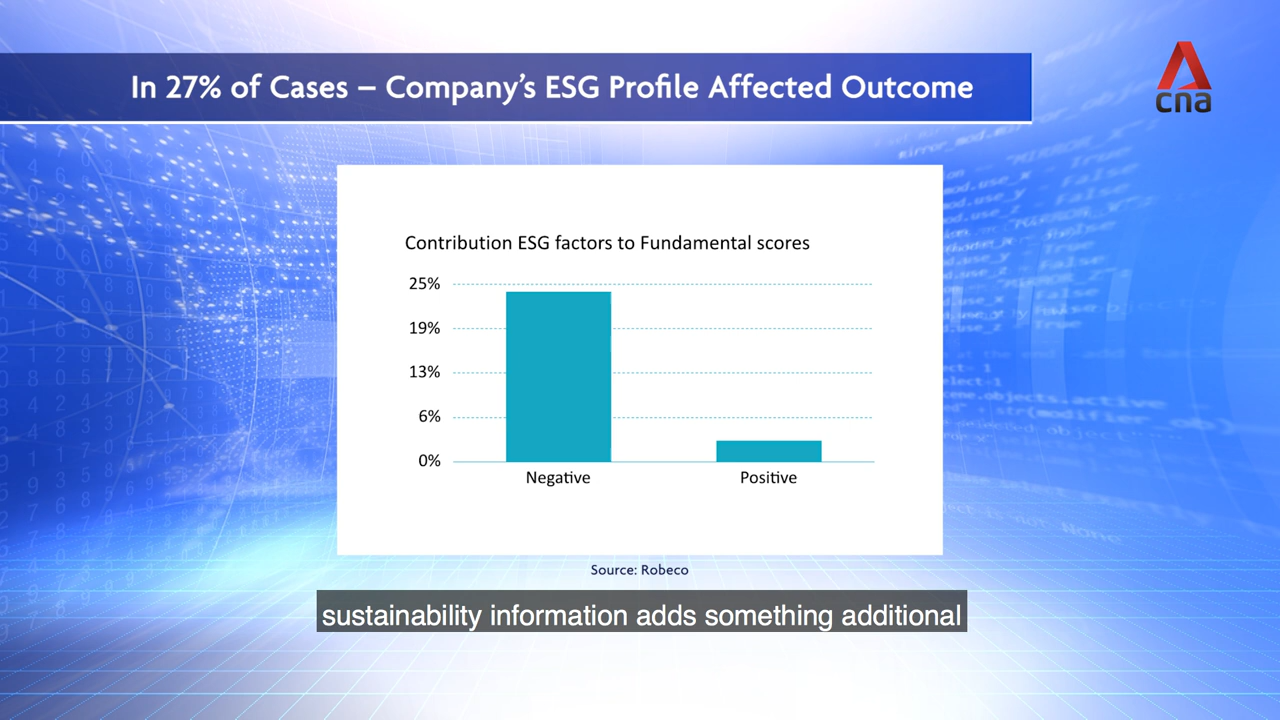 In 27% of Cases – Company's ESG Profile Affected Outcome
cna
Contribution ESG factors to Fundamental scores
25%
19%
13%
6%
0%
Negative
Positive
Source: Robeco
sustainability information adds something additional